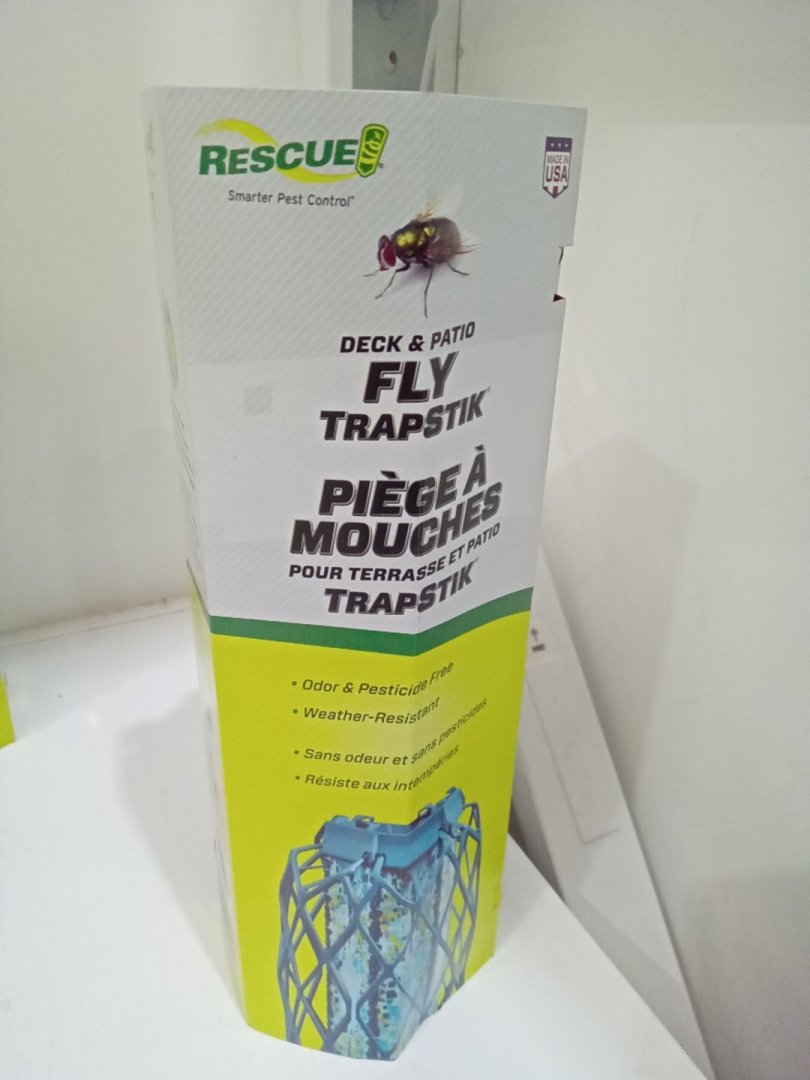 RESCUE!®
Smarter Pest Control™
MADE IN
USA
DECK & PATIO
FLY
TRAPSTIK®
PIÈGE À
MOUCHES
POUR TERRASSE ET PATIO
TRAPSTIK
• Odor & Pesticide Free
• Weather-Resistant
• Sans odeur et sans pesticides
• Résiste aux intempéries